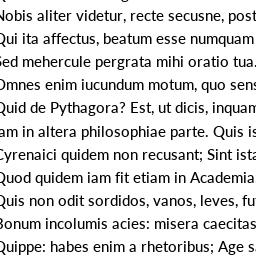 Nobis aliter videtur, recte secusne, post
Qui ita affectus, beatum esse numquam
Sed mehercule pergrata mihi oratio tua.
Omnes enim iucundum motum, quo sens
Quid de Pythagora? Est, ut dicis, inquam
am in altera philosophiae parte. Quis is
Cyrenaici quidem non recusant; Sint ista
Quod quidem iam fit etiam in Academia
Quis non odit sordidos, vanos, leves, fu
Bonum incolumis acies: misera caecitas
Quippe: habes enim a rhetoribus; Age s